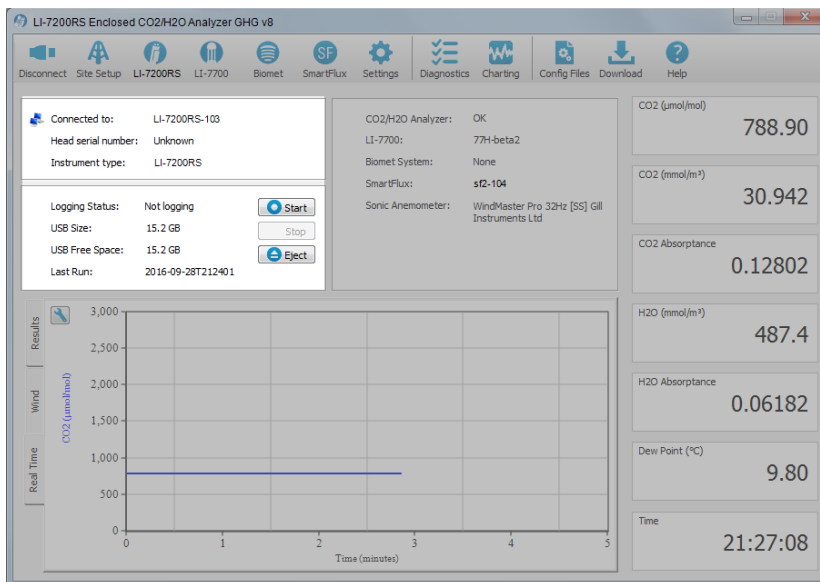 LI-7200RS Enclosed CO2/H2O Analyzer GHG v8
Disconnect Site Setup LI-7200RS LI-7700 Biomet SmartFlux Settings Diagnostics Charting Config Files Download Help
SF
?
Connected to: LI-7200RS-103
Head serial number: Unknown
Instrument type: LI-7200RS
Logging Status: Not logging Start
USB Size: 15.2 GB Stop
USB Free Space: 15.2 GB Eject
Last Run: 2016-09-28T212401
CO2/H2O Analyzer: OK
LI-7700: 77H-beta2
Biomet System: None
SmartFlux: sf2-104
Sonic Anemometer: WindMaster Pro 32Hz [SS] Gill
Instruments Ltd
CO2 (μmol/mol)
788.90
CO2 (mmol/m³)
30.942
CO2 Absorptance
0.12802
H2O (mmol/m³)
487.4
H2O Absorptance
0.06182
Dew Point (ºC)
9.80
Time
21:27:08
Results
Wind
Real Time
CO2 (μmol/mol)
3,000
2,500
2,000
1,500
1,000
500
0
0 1 2 3 4 5
Time (minutes)